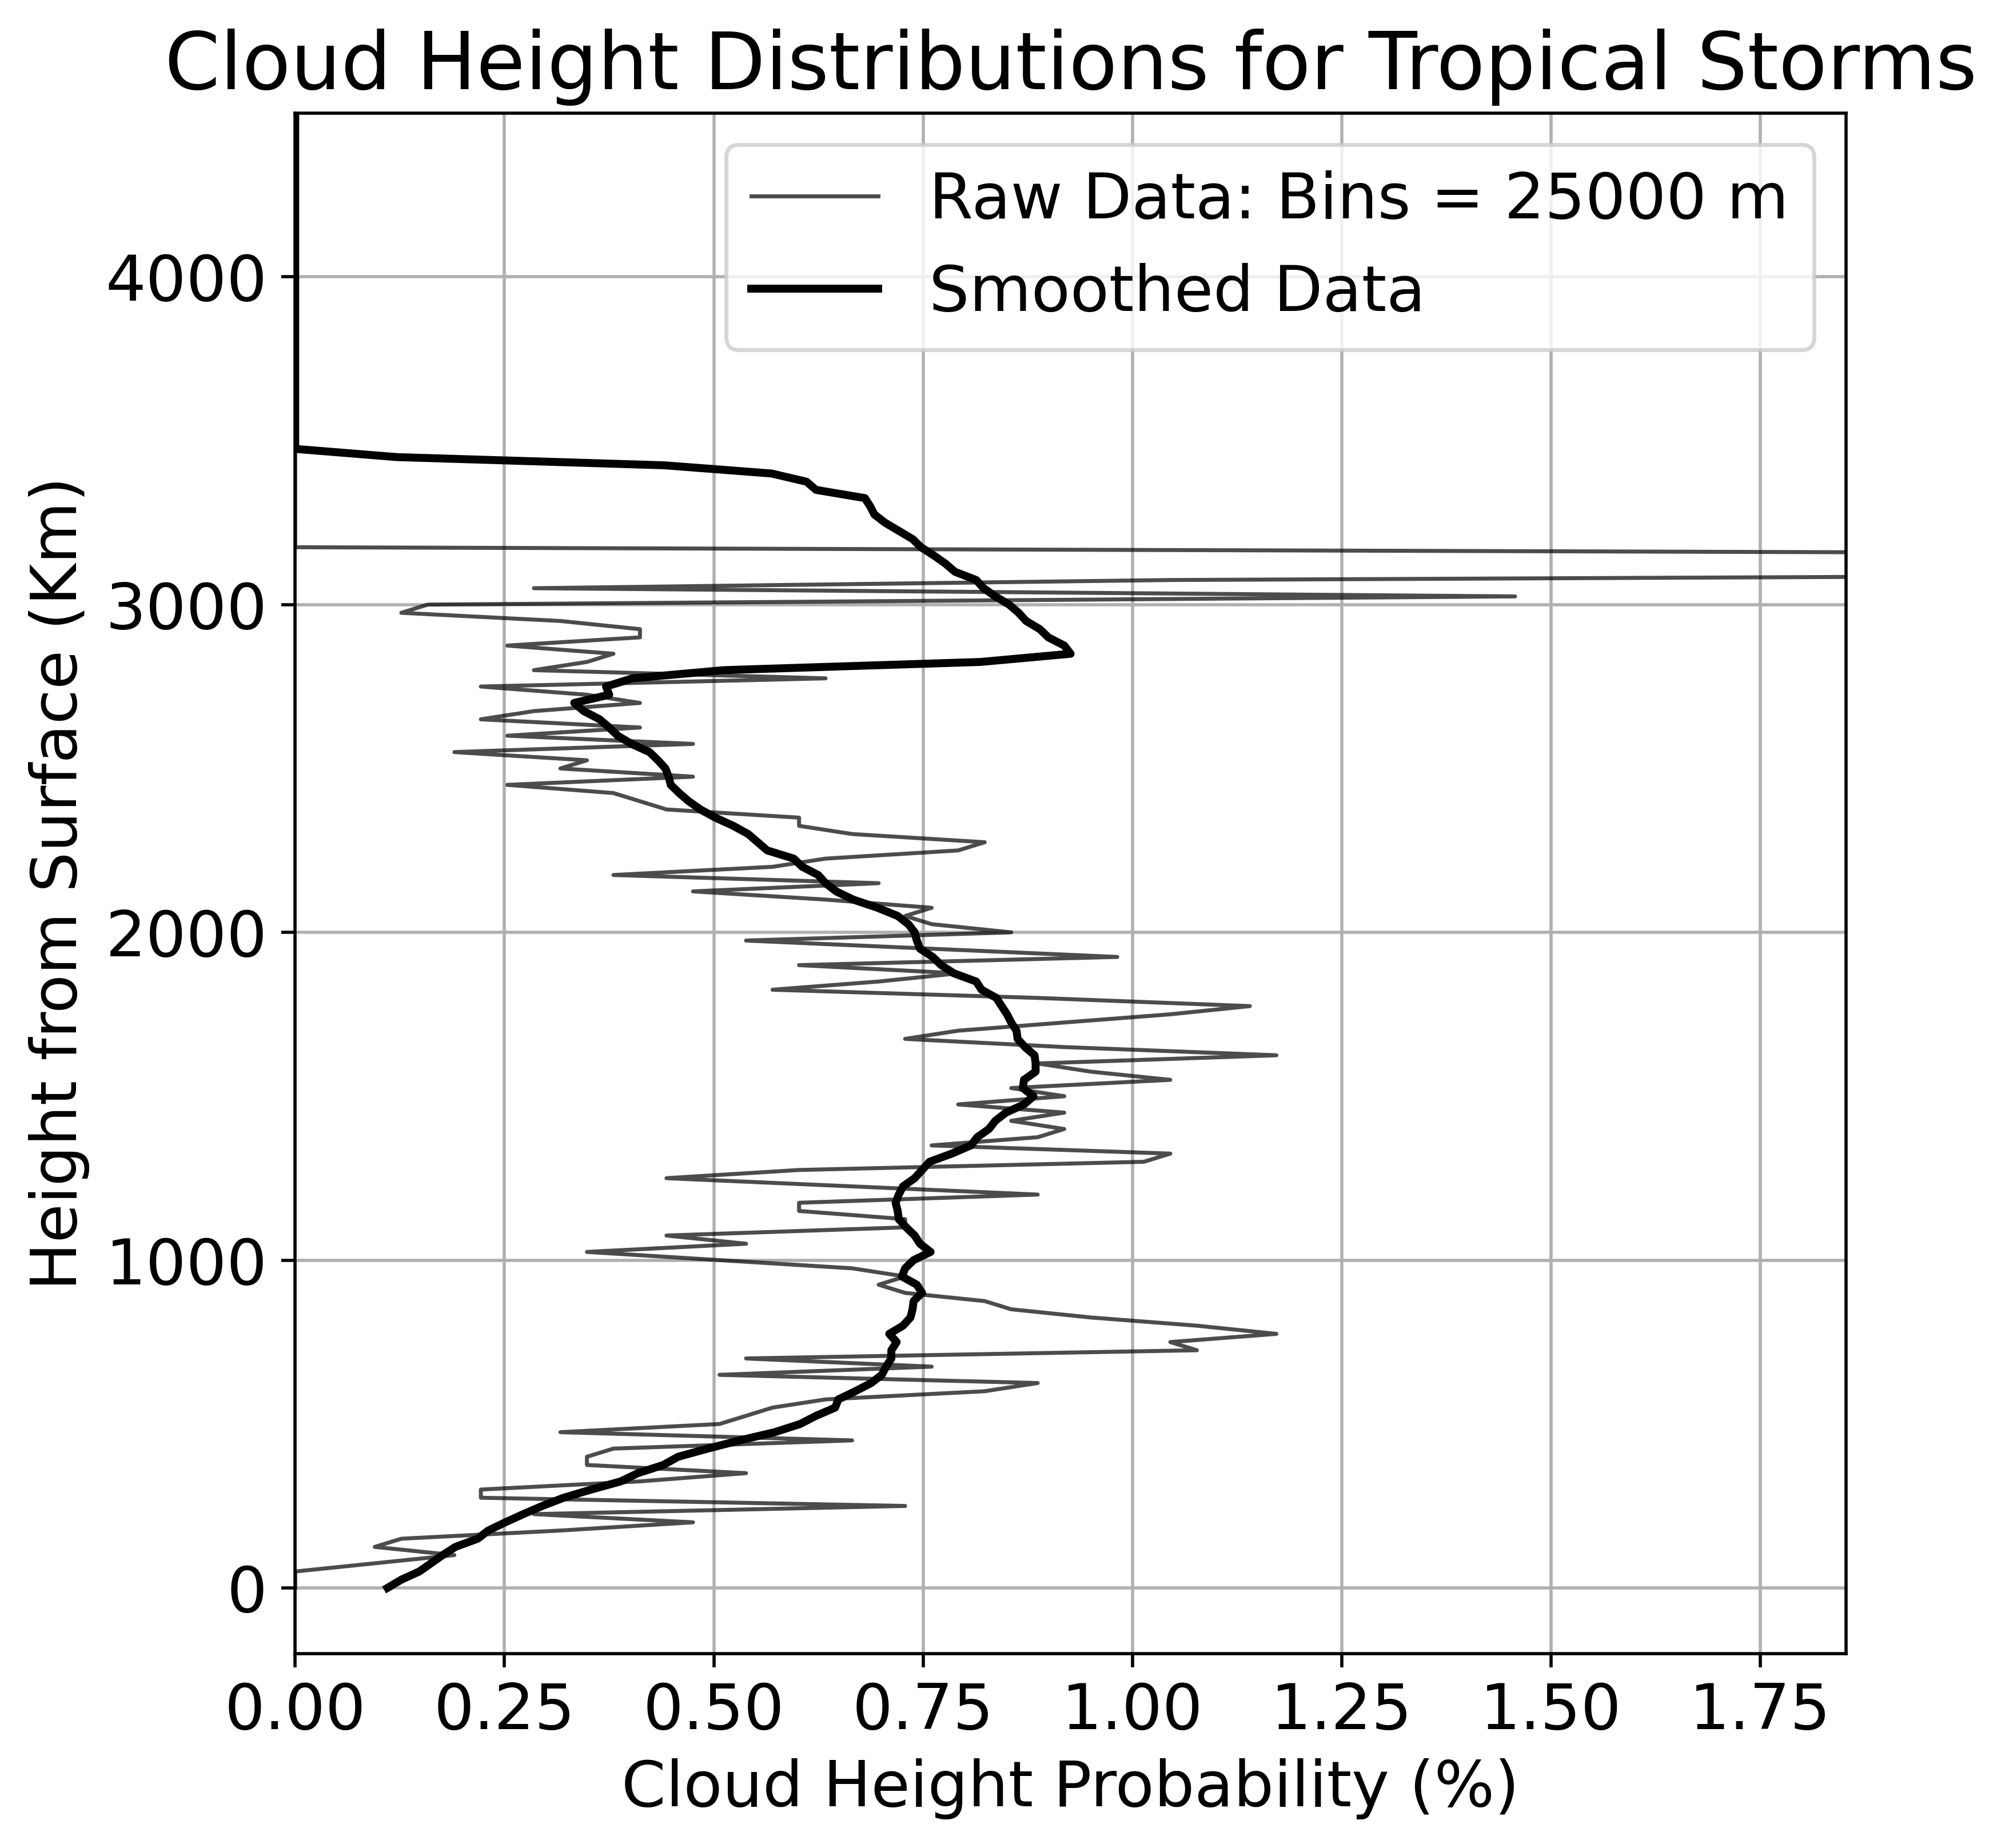 Cloud Height Distributions for Tropical Storms
Raw Data: Bins = 25000 m
Smoothed Data
Height from Surface (Km)
4000
3000
2000
1000
0
0.00 0.25 0.50 0.75 1.00 1.25 1.50 1.75
Cloud Height Probability (%)